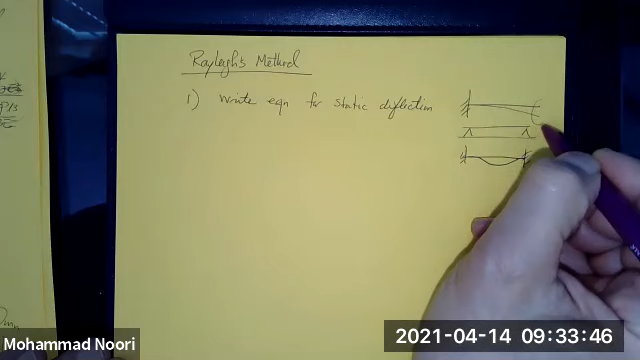 Rayleigh's Method
1) Write eqn for static deflection
Mohammad Noori
2021-04-14 09:33:46